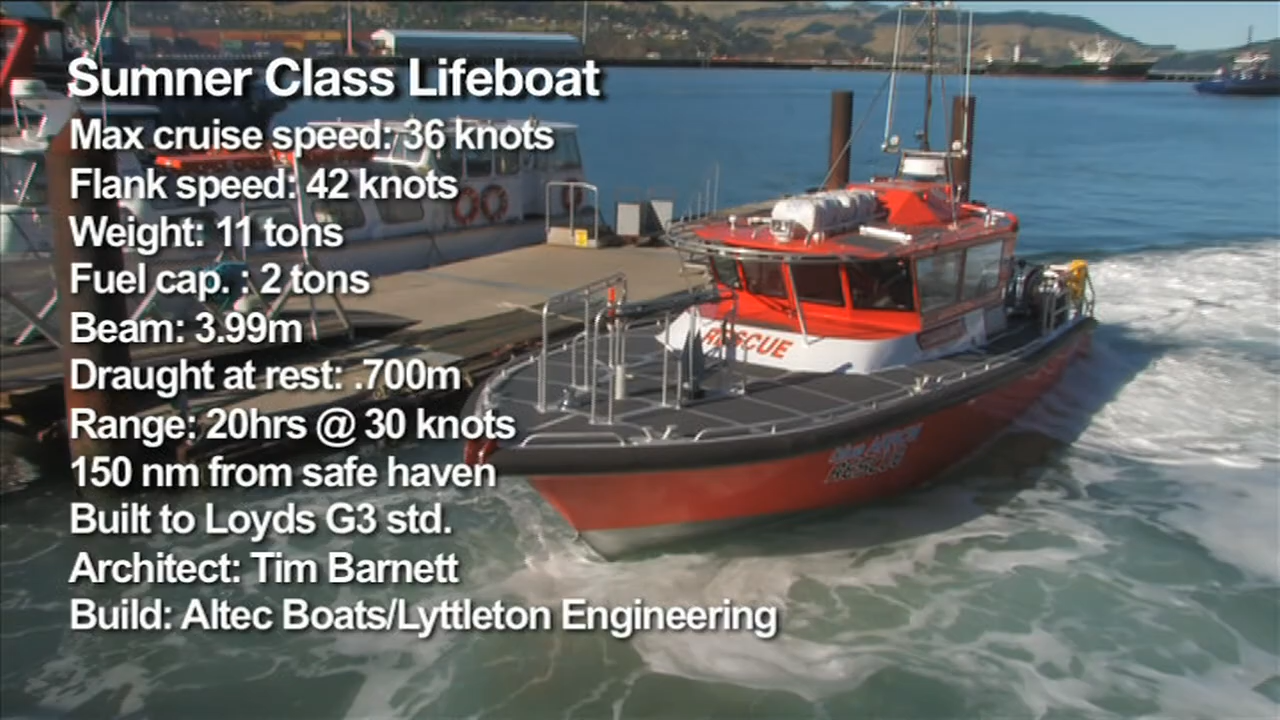 Sumner Class Lifeboat
Max cruise speed: 36 knots
Flank speed: 42 knots
Weight: 11 tons
Fuel cap. : 2 tons
Beam: 3.99m
Draught at rest: .700m
Range: 20hrs @ 30 knots
150 nm from safe haven
Built to Loyds G3 std.
Architect: Tim Barnett
Build: Altec Boats/Lyttleton Engineering
RESCUE
RESCUE